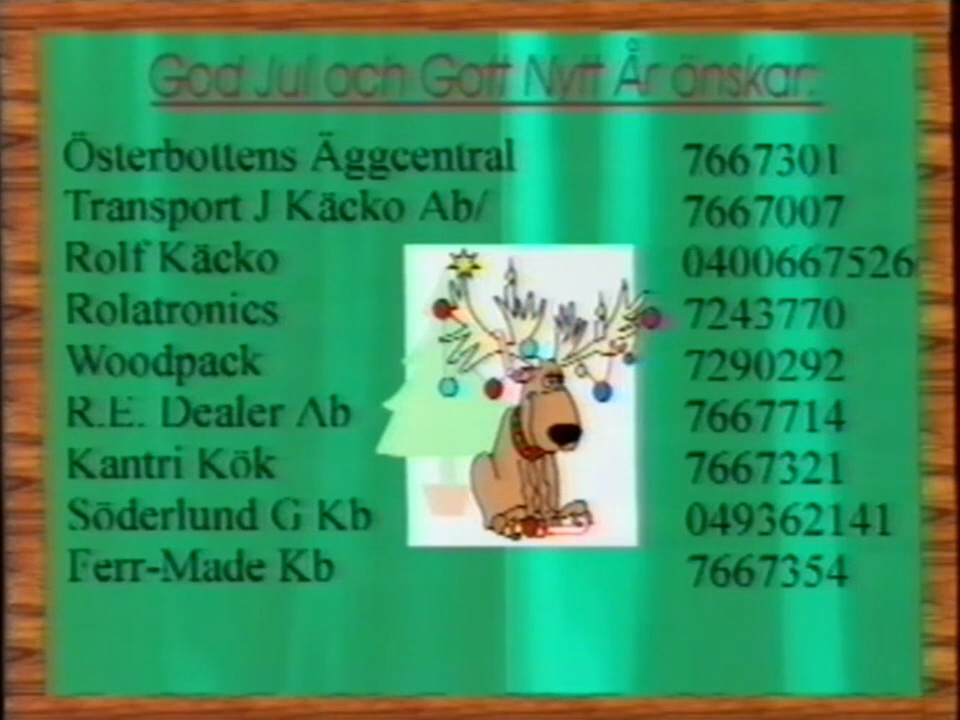 God Jul och Gott Nytt År önskar:
Österbottens Äggcentral 7667301
Transport J Käcko Ab/ 7667007
Rolf Käcko 0400667526
Rolatronics 7243770
Woodpack 7290292
R.E. Dealer Ab 7667714
Kantri Kök 7667321
Söderlund G Kb 049362141
Ferr-Made Kb 7667354